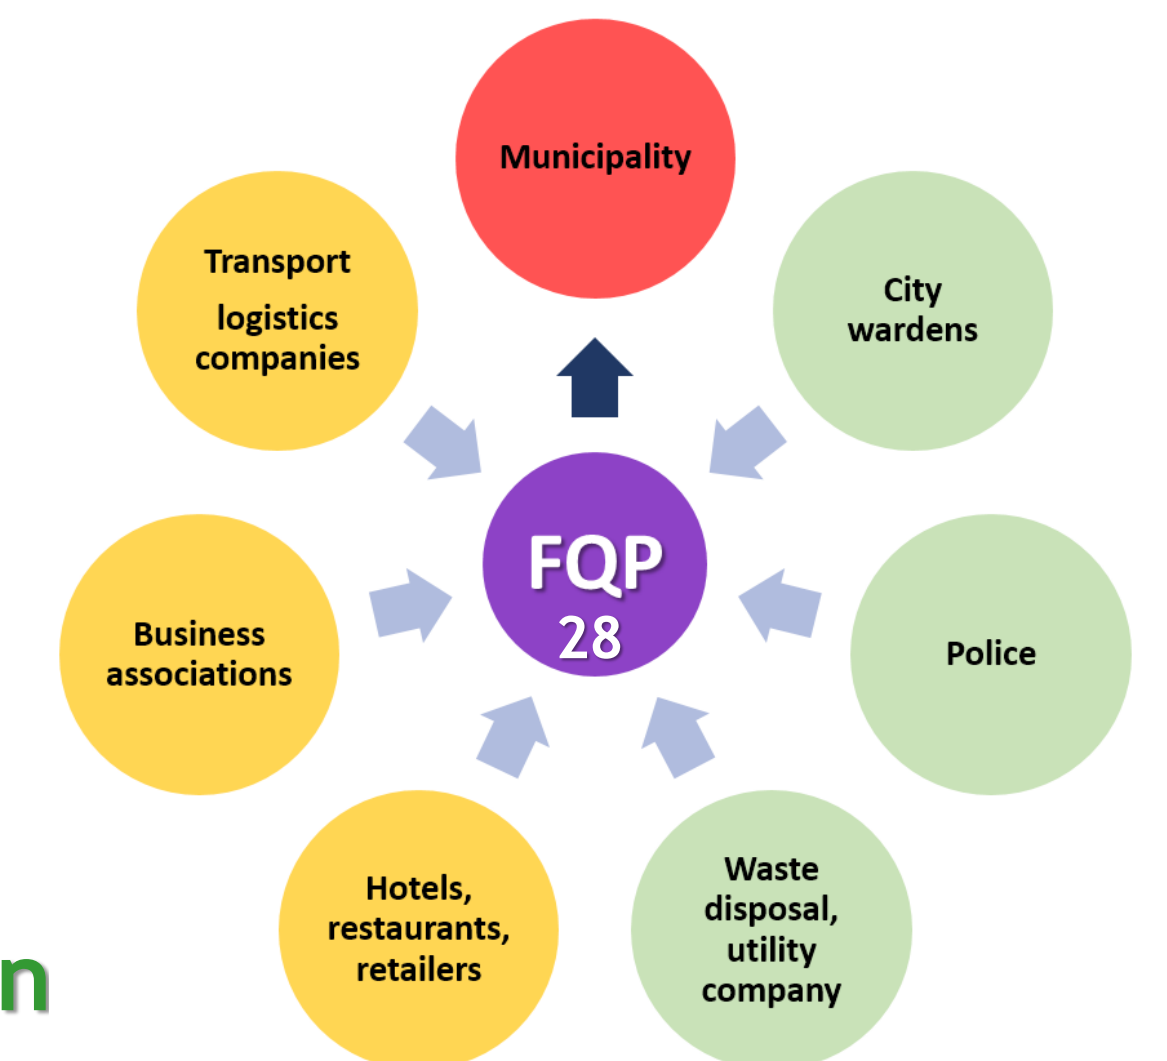 Municipality
Transport
logistics
companies
City
wardens
FQP
28
Business
associations
Police
Hotels,
restaurants,
retailers
Waste
disposal,
utility
company
n